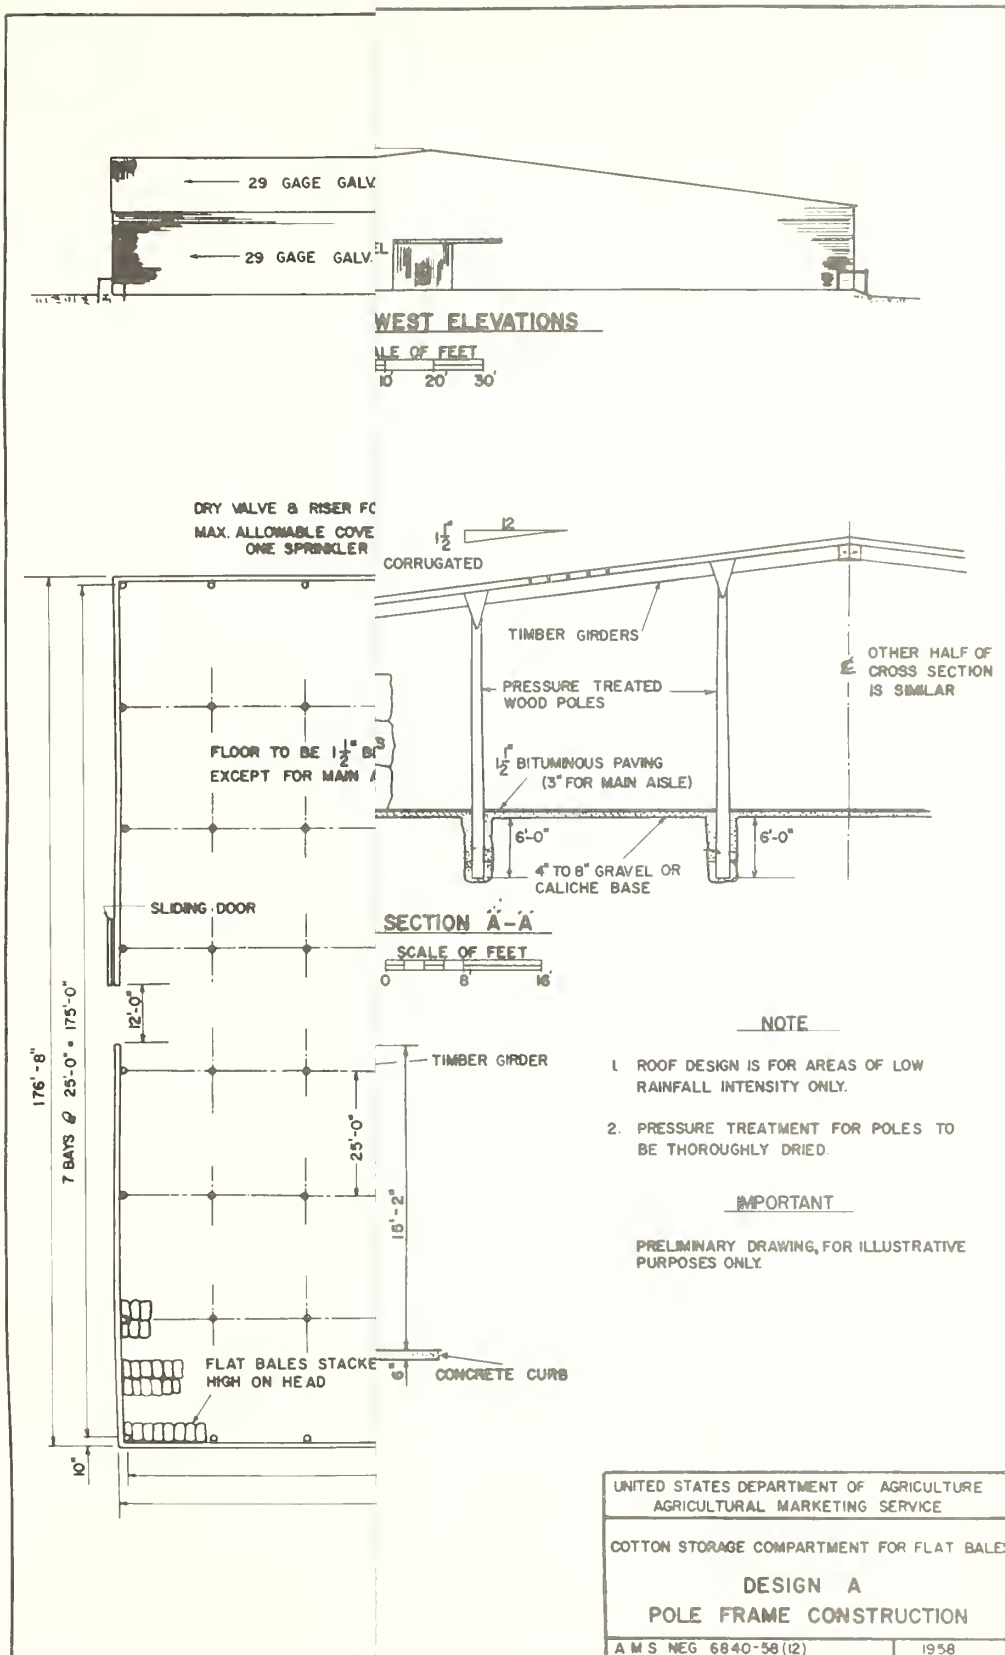 29 GAGE GALV.
29 GAGE GALV.
WEST ELEVATIONS
OF FEET
10' 20' 30'
DRY VALVE & RISER
MAX. ALLOWABLE
ONE SPRINKLER
1 1/2" 12
CORRUGATED
TIMBER GIRDERS
PRESSURE TREATED
WOOD POLES
OTHER HALF OF
CROSS SECTION
IS SIMILAR
FLOOR TO BE 1 1/2"
EXCEPT FOR MAIN
1 1/2" BITUMINOUS PAVING
(3" FOR MAIN AISLE)
6'-0" 6'-0"
4" TO 8" GRAVEL OR
CALICHE BASE
SLIDING DOOR
SECTION "A-A"
SCALE OF FEET
0 8' 16'
12'-0"
176'-8"
7 BAYS @ 25'-0" = 175'-0"
TIMBER GIRDER
25'-0"
15'-2"
6"
CONCRETE CURB
FLAT BALES
HIGH ON HEAD
10"
NOTE
1. ROOF DESIGN IS FOR AREAS OF LOW
RAINFALL INTENSITY ONLY.
2. PRESSURE TREATMENT FOR POLES TO
BE THOROUGHLY DRIED.
IMPORTANT
PRELIMINARY DRAWING, FOR ILLUSTRATIVE
PURPOSES ONLY.
UNITED STATES DEPARTMENT OF AGRICULTURE
AGRICULTURAL MARKETING SERVICE
COTTON STORAGE COMPARTMENT FOR FLAT BALES
DESIGN A
POLE FRAME CONSTRUCTION
A M S NEG 6840-58(12) 1958